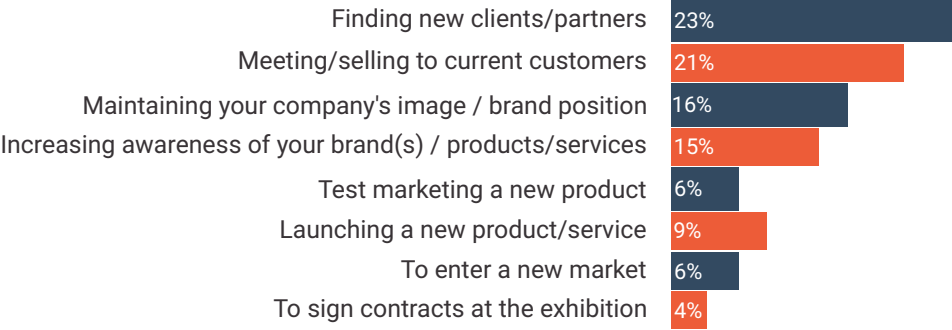 Finding new clients/partners 23%
Meeting/selling to current customers 21%
Maintaining your company's image / brand position 16%
Increasing awareness of your brand(s) / products/services 15%
Test marketing a new product 6%
Launching a new product/service 9%
To enter a new market 6%
To sign contracts at the exhibition 4%